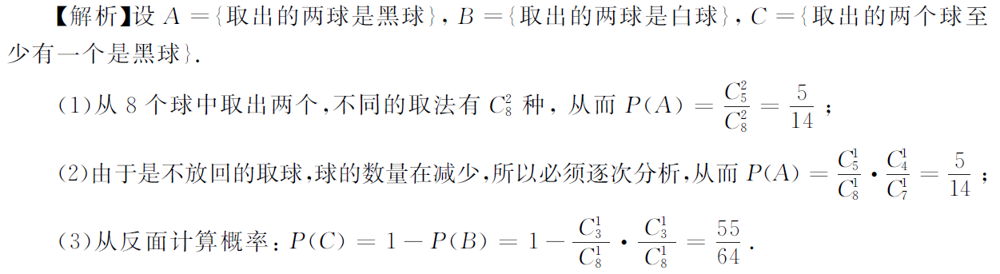 【解析】设 A ={取出的两球是黑球}, B ={取出的两球是白球}, C ={取出的两个球至
少有一个是黑球}.
(1)从 8 个球中取出两个,不同的取法有 $C_8^2$ 种, 从而 $P(A) = \frac{C_5^2}{C_8^2} = \frac{5}{14}$ ;
(2)由于是不放回的取球,球的数量在减少,所以必须逐次分析,从而 $P(A) = \frac{C_5^1}{C_8^1} \cdot \frac{C_4^1}{C_7^1} = \frac{5}{14}$ ;
(3)从反面计算概率: $P(C) = 1 - P(B) = 1 - \frac{C_3^1}{C_8^1} \cdot \frac{C_3^1}{C_8^1} = \frac{55}{64}$ .